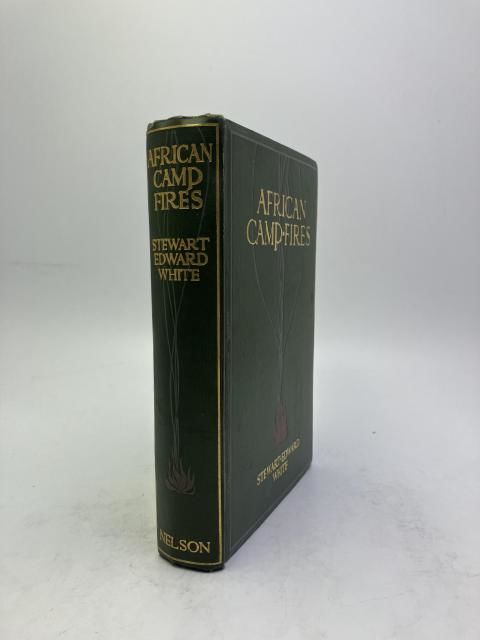 AFRICAN
CAMP
FIRES
STEWART
EDWARD
WHITE
NELSON
AFRICAN
CAMP-FIRES
STEWART-EDWARD
WHITE